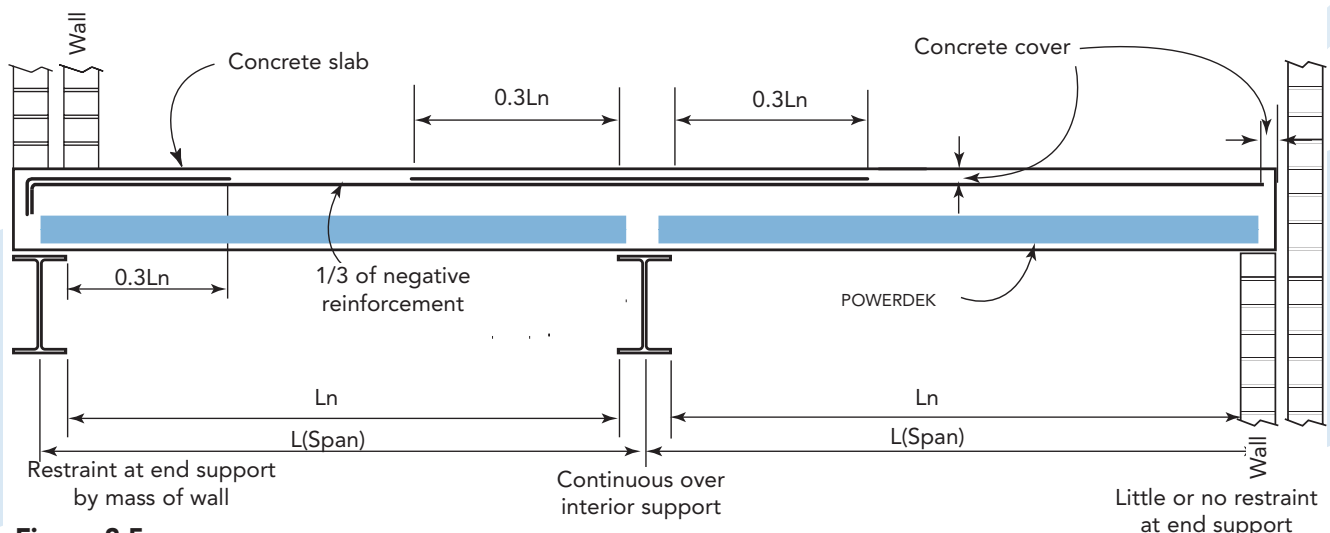 Wall
Concrete slab
Concrete cover
0.3Ln
0.3Ln
0.3Ln
1/3 of negative
reinforcement
POWERDEK
Ln
Ln
L(Span)
L(Span)
Restraint at end support
by mass of wall
Continuous over
interior support
Wall
Little or no restraint
at end support